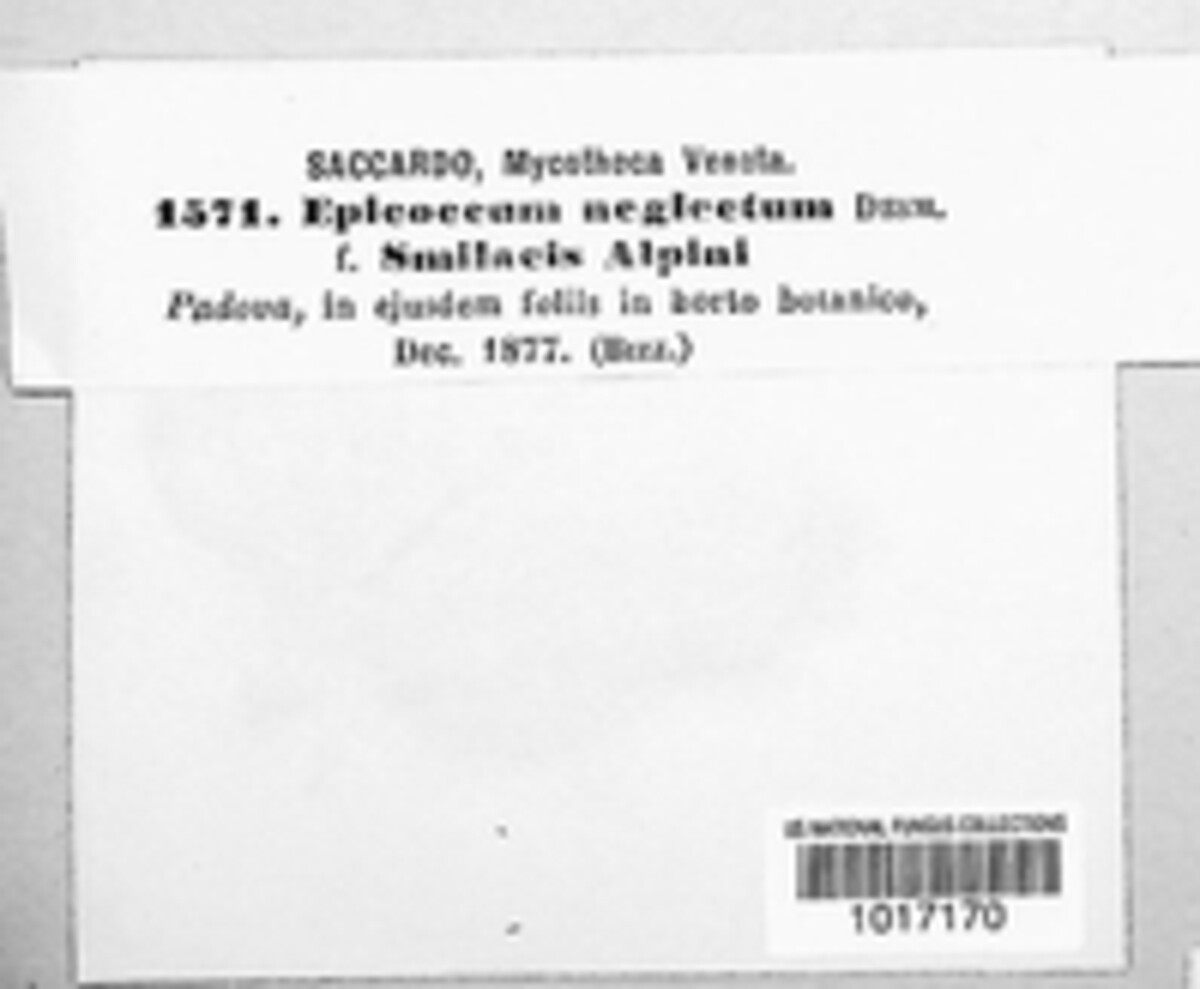 SACCARDO, Mycotheca Veneta.
1571. Epicoccum neglectum Desm.
f. Smilacis Alpini
Padova, in ejusdem foliis in horto botanico,
Dec. 1877.
US NATIONAL FUNGUS COLLECTIONS
1017170